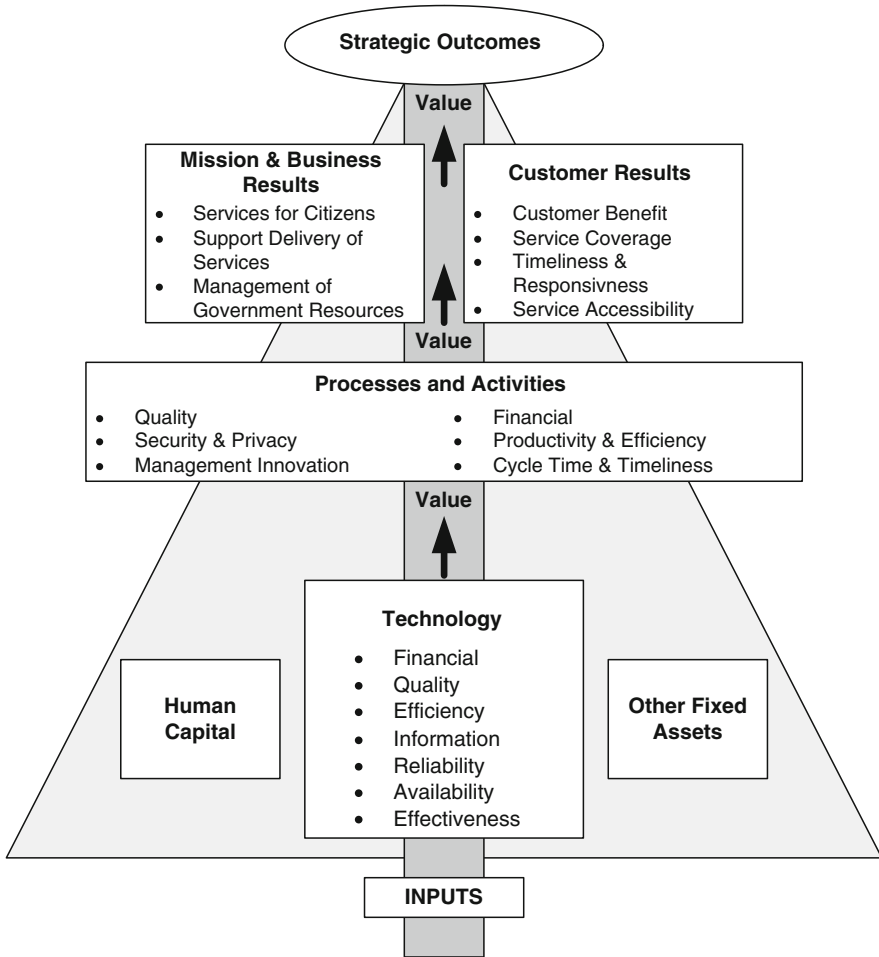 Strategic Outcomes
Value
Mission & Business
Results
• Services for Citizens
• Support Delivery of
Services
• Management of
Government Resources
Customer Results
• Customer Benefit
• Service Coverage
• Timeliness &
Responsivness
• Service Accessibility
Value
Processes and Activities
• Quality
• Security & Privacy
• Management Innovation
• Financial
• Productivity & Efficiency
• Cycle Time & Timeliness
Value
Technology
• Financial
• Quality
• Efficiency
• Information
• Reliability
• Availability
• Effectiveness
Human
Capital
Other Fixed
Assets
INPUTS